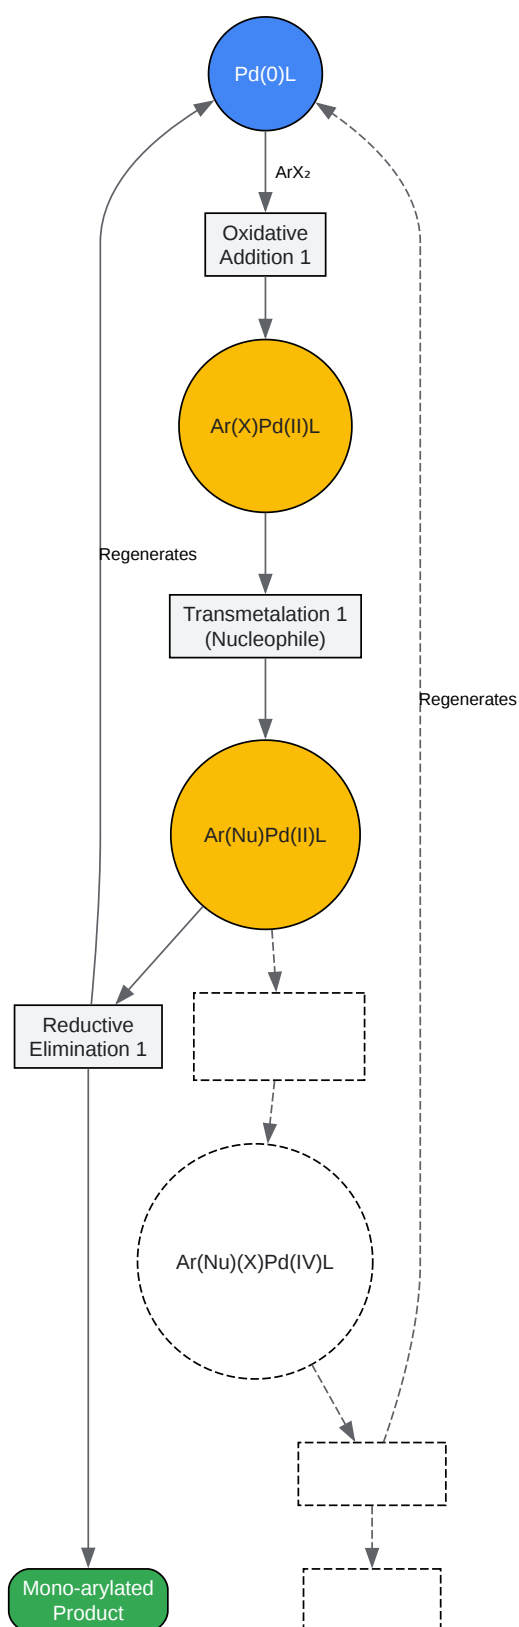 Pd(0)L
ArX₂
Oxidative
Addition 1
Ar(X)Pd(II)L
Regenerates
Transmetalation 1
(Nucleophile)
Regenerates
Ar(Nu)Pd(II)L
Reductive
Elimination 1
Ar(Nu)(X)Pd(IV)L
Mono-arylated
Product